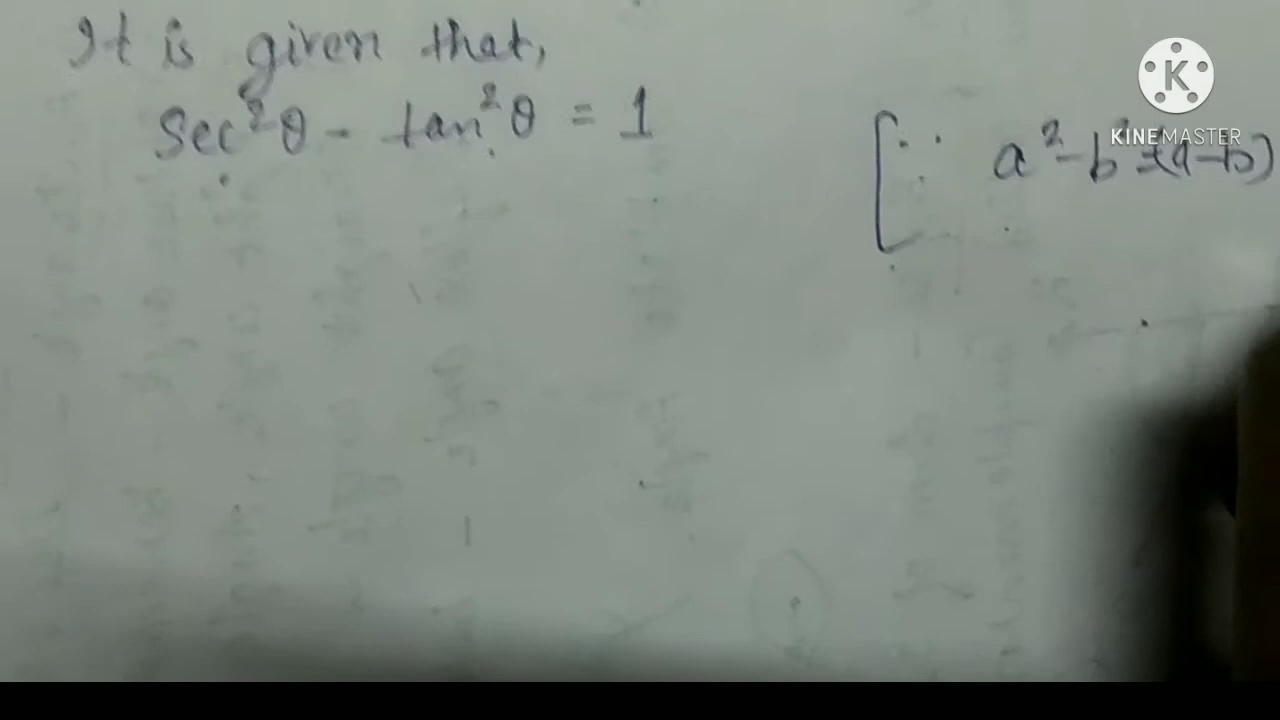 It is given that,
Sec²θ - tan²θ = 1
[∵ a²-b²=(a-b)
KINEMASTER